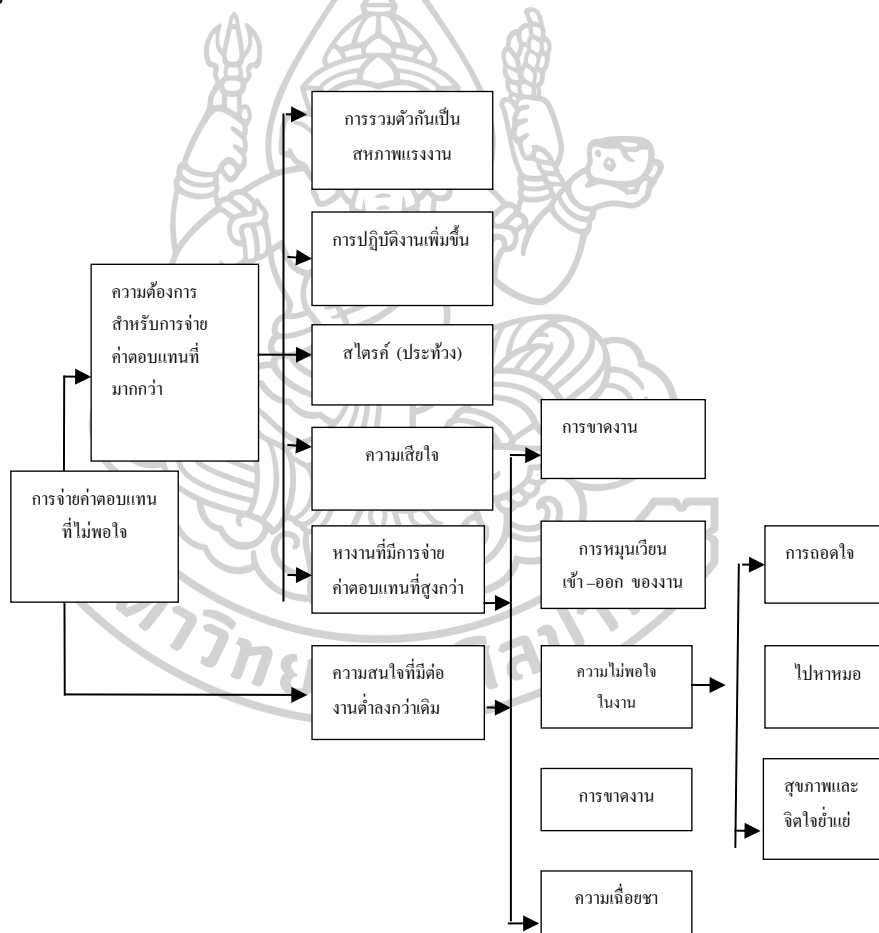 การรวมตัวกันเป็น
สหภาพแรงงาน
การปฏิบัติงานเพิ่มขึ้น
ความต้องการ
สำหรับการจ่าย
ค่าตอบแทนที่
มากกว่า
สไตรค์ (ประท้วง)
การขาดงาน
ความเสียใจ
การจ่ายค่าตอบแทน
ที่ไม่พอใจ
หางานที่มีการจ่าย
ค่าตอบแทนที่สูงกว่า
การหมุนเวียน
เข้า –ออก ของงาน
การถอดใจ
ความสนใจที่มีต่อ
งานต่ำลงกว่าเดิม
ความไม่พอใจ
ในงาน
ไปหาหมอ
การขาดงาน
สุขภาพและ
จิตใจย่ำแย่
ความเฉื่อยชา